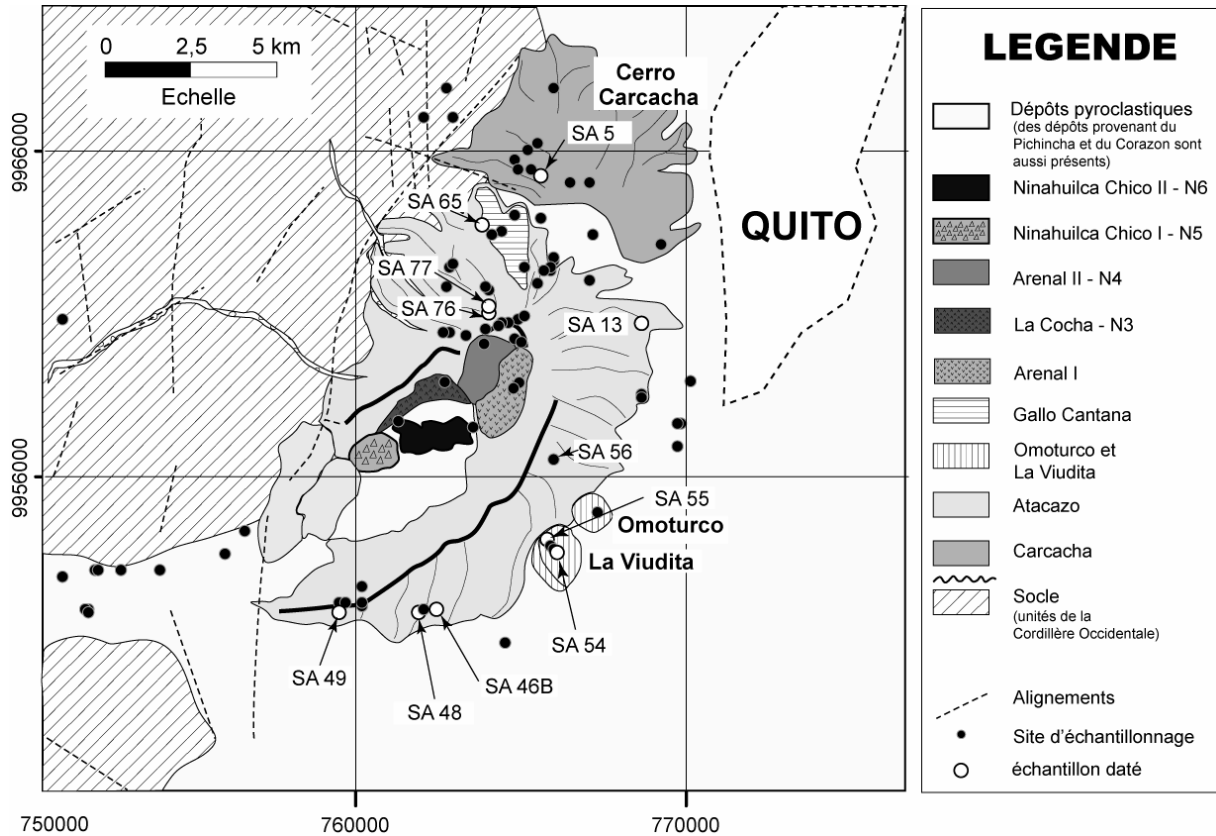 0 2,5 5 km
Echelle
Cerro
Carcacha
SA 5
SA 65
SA 77
SA 76
SA 13
QUITO
SA 56
SA 55
Omoturco
La Viudita
SA 54
SA 49
SA 48
SA 46B
9960000
9956000
750000
760000
770000
LEGENDE
Dépôts pyroclastiques
(des dépôts provenant du
Pichincha et du Corazon sont
aussi présents)
Ninahuilca Chico II - N6
Ninahuilca Chico I - N5
Arenal II - N4
La Cocha - N3
Arenal I
Gallo Cantana
Omoturco et
La Viudita
Atacazo
Carcacha
Socle
(unités de la
Cordillère Occidentale)
Alignements
Site d'échantillonnage
échantillon daté